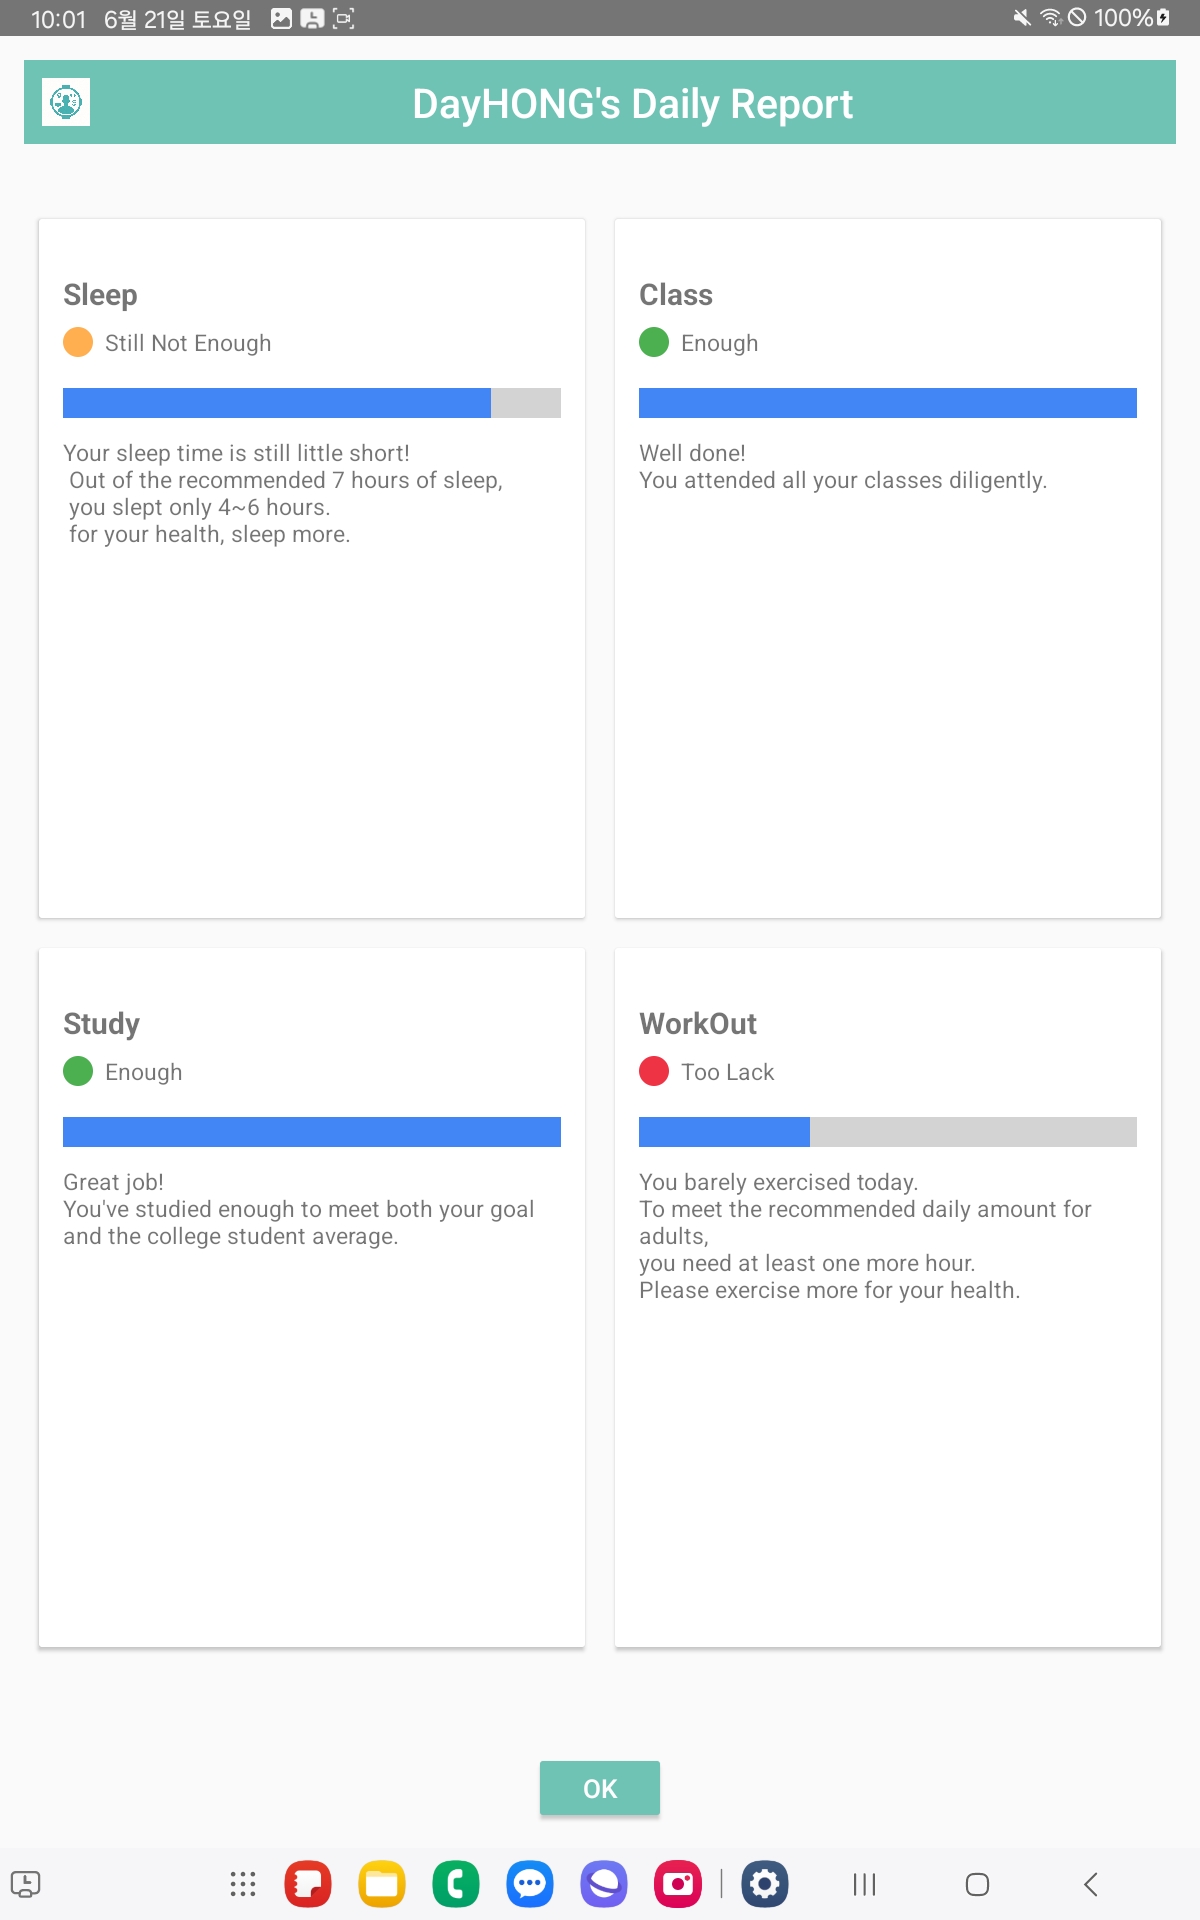 10:01 6월 21일 토요일
100%
DayHONG's Daily Report
Sleep
Still Not Enough
Your sleep time is still little short!
Out of the recommended 7 hours of sleep,
you slept only 4~6 hours.
for your health, sleep more.
Class
Enough
Well done!
You attended all your classes diligently.
Study
Enough
Great job!
You've studied enough to meet both your goal
and the college student average.
WorkOut
Too Lack
You barely exercised today.
To meet the recommended daily amount for
adults,
you need at least one more hour.
Please exercise more for your health.
OK